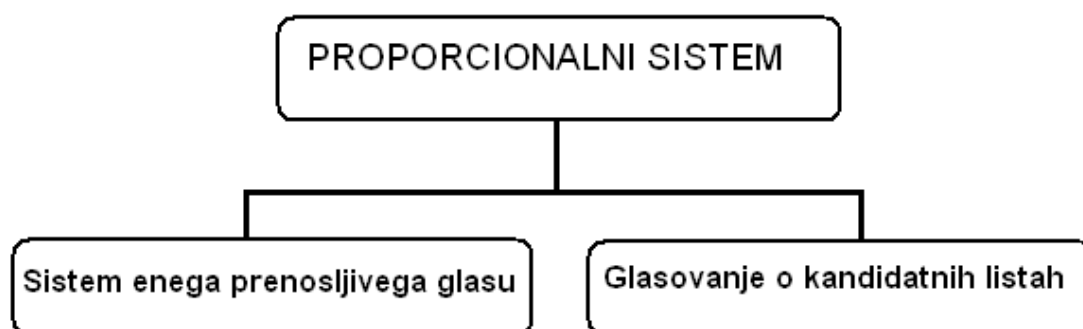 PROPORCIONALNI SISTEM
Sistem enega prenosljivega glasu
Glasovanje o kandidatnih listah